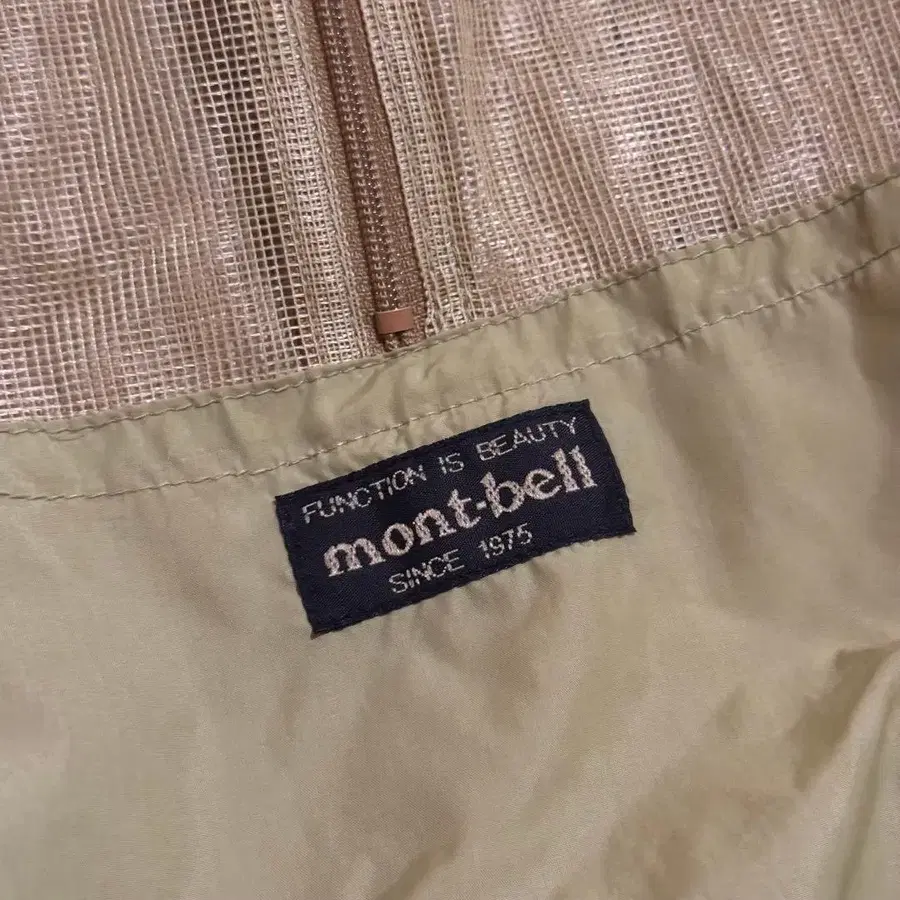 FUNCTION IS BEAUTY
mont-bell
SINCE 1975